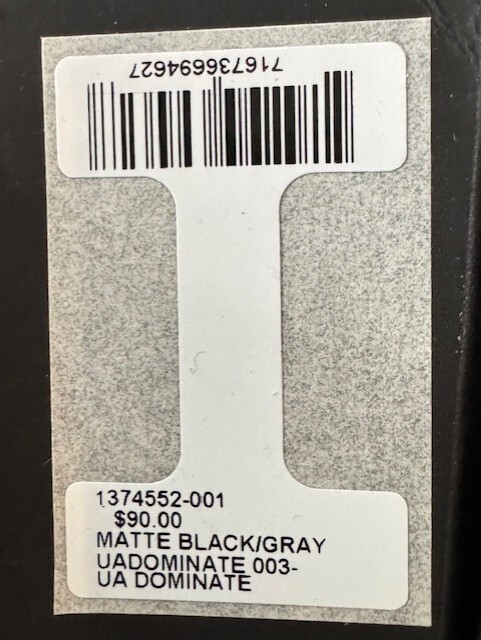 716736694627
1374552-001
$90.00
MATTE BLACK/GRAY
UADOMINATE 003-
UA DOMINATE